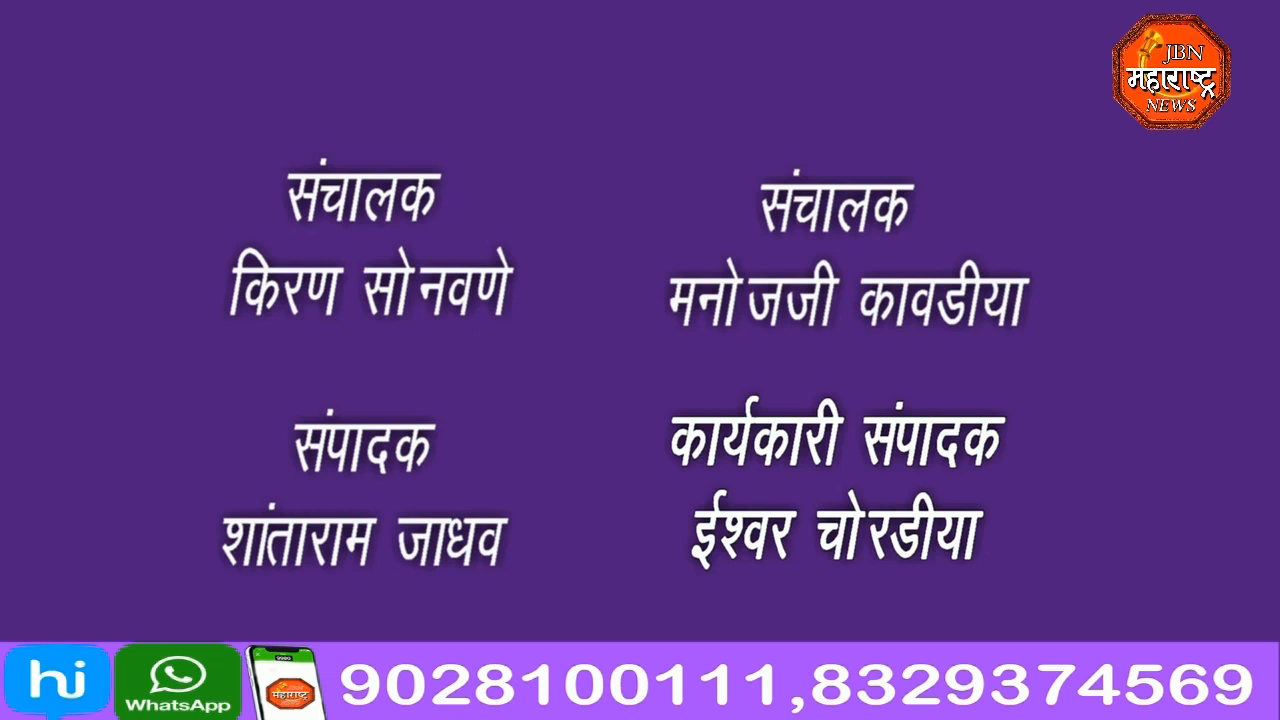 JBN
महाराष्ट्र
NEWS
संचालक
किरण सोनवणे
संचालक
मनोजजी कावडीया
संपादक
शांताराम जाधव
कार्यकारी संपादक
ईश्वर चोरडीया
hi
WhatsApp
महाराष्ट्र
9028100111,8329374569